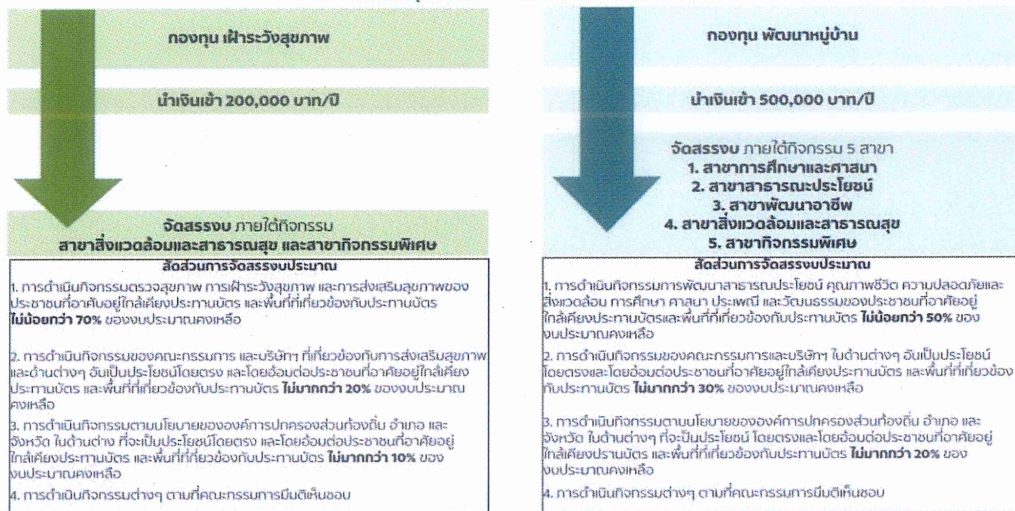 กองทุน เฝ้าระวังสุขภาพ
นำเงินเข้า 200,000 บาท/ปี
จัดสรรงบ ภายใต้กิจกรรม
สาขาสิ่งแวดล้อมและสาธารณสุข และสาขากิจกรรมพิเศษ
สัดส่วนการจัดสรรงบประมาณ
1. การดำเนินกิจกรรมตรวจสุขภาพ การเฝ้าระวังสุขภาพ และการส่งเสริมสุขภาพของ
ประชาชนที่อาศัยอยู่ใกล้เคียงประทานบัตร และพื้นที่ที่เกี่ยวข้องกับประทานบัตร
ไม่น้อยกว่า 70% ของงบประมาณคงเหลือ
2. การดำเนินกิจกรรมของคณะกรรมการ และบริษัทฯ ที่เกี่ยวข้องกับการส่งเสริมสุขภาพ
และด้านต่างๆ อันเป็นประโยชน์โดยตรง และโดยอ้อมต่อประชาชนที่อาศัยอยู่ใกล้เคียง
ประทานบัตร และพื้นที่ที่เกี่ยวข้องกับประทานบัตร ไม่มากกว่า 20% ของงบประมาณ
คงเหลือ
3. การดำเนินกิจกรรมตามนโยบายขององค์การปกครองส่วนท้องถิ่น อำเภอ และ
จังหวัด ในด้านต่าง ที่จะเป็นประโยชน์โดยตรง และโดยอ้อมต่อประชาชนที่อาศัยอยู่
ใกล้เคียงประทานบัตร และพื้นที่ที่เกี่ยวข้องกับประทานบัตร ไม่มากกว่า 10% ของ
งบประมาณคงเหลือ
4. การดำเนินกิจกรรมต่างๆ ตามที่คณะกรรมการมีมติเห็นชอบ
กองทุน พัฒนาหมู่บ้าน
นำเงินเข้า 500,000 บาท/ปี
จัดสรรงบ ภายใต้กิจกรรม 5 สาขา
1. สาขาการศึกษาและศาสนา
2. สาขาสาธารณะประโยชน์
3. สาขาพัฒนาอาชีพ
4. สาขาสิ่งแวดล้อมและสาธารณสุข
5. สาขากิจกรรมพิเศษ
สัดส่วนการจัดสรรงบประมาณ
1. การดำเนินกิจกรรมการพัฒนาสาธารณประโยชน์ คุณภาพชีวิต ความปลอดภัยและ
สิ่งแวดล้อม การศึกษา ศาสนา ประเพณี และวัฒนธรรมของประชาชนที่อาศัยอยู่
ใกล้เคียงประทานบัตรและพื้นที่ที่เกี่ยวข้องกับประทานบัตร ไม่น้อยกว่า 50% ของ
งบประมาณคงเหลือ
2. การดำเนินกิจกรรมของคณะกรรมการและบริษัทฯ ในด้านต่างๆ อันเป็นประโยชน์
โดยตรงและโดยอ้อมต่อประชาชนที่อาศัยอยู่ใกล้เคียงประทานบัตร และพื้นที่ที่เกี่ยวข้อง
กับประทานบัตร ไม่มากกว่า 30% ของงบประมาณคงเหลือ
3. การดำเนินกิจกรรมตามนโยบายขององค์การปกครองส่วนท้องถิ่น อำเภอ และ
จังหวัด ในด้านต่างๆ ที่จะป็นประโยชน์ โดยตรงและโดยอ้อมต่อประชาชนที่อาศัยอยู่
ใกล้เคียงปรานบัตร และพื้นที่ที่เกี่ยวข้องกับประทานบัตร ไม่มากกว่า 20% ของ
งบประมาณคงเหลือ
4. การดำเนินกิจกรรมต่างๆ ตามที่คณะกรรมการมีมติเห็นชอบ